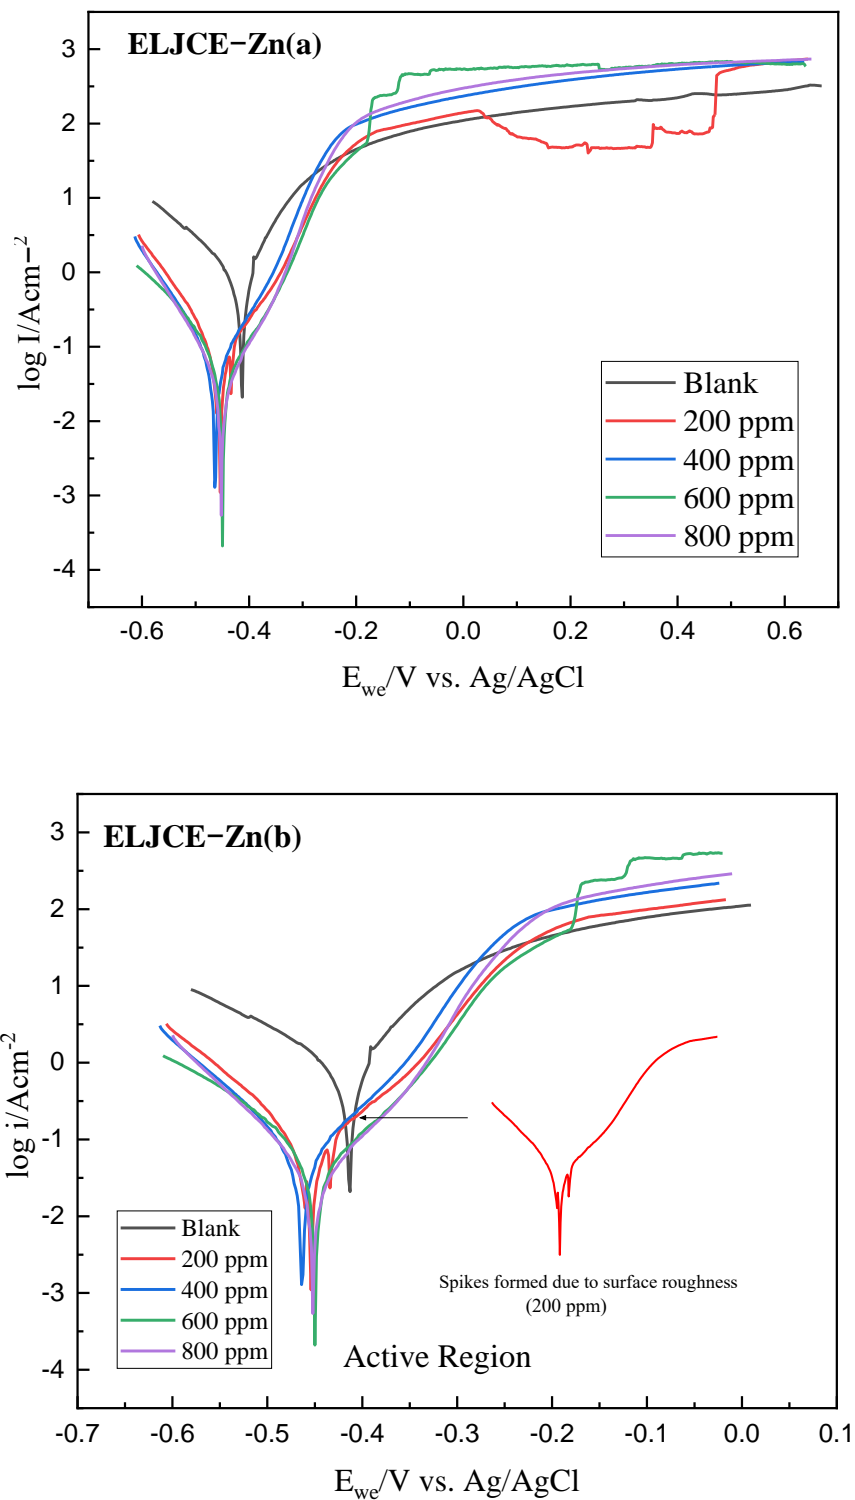 ELJCE−Zn(a)
3
2
1
0
-1
-2
-3
-4
log I/Acm−2
Blank
200 ppm
400 ppm
600 ppm
800 ppm
-0.6 -0.4 -0.2 0.0 0.2 0.4 0.6
Ewe/V vs. Ag/AgCl
ELJCE−Zn(b)
3
2
1
0
-1
-2
-3
-4
log i/Acm-2
Blank
200 ppm
400 ppm
600 ppm
800 ppm
Spikes formed due to surface roughness
(200 ppm)
Active Region
-0.7 -0.6 -0.5 -0.4 -0.3 -0.2 -0.1 0.0 0.1
Ewe/V vs. Ag/AgCl